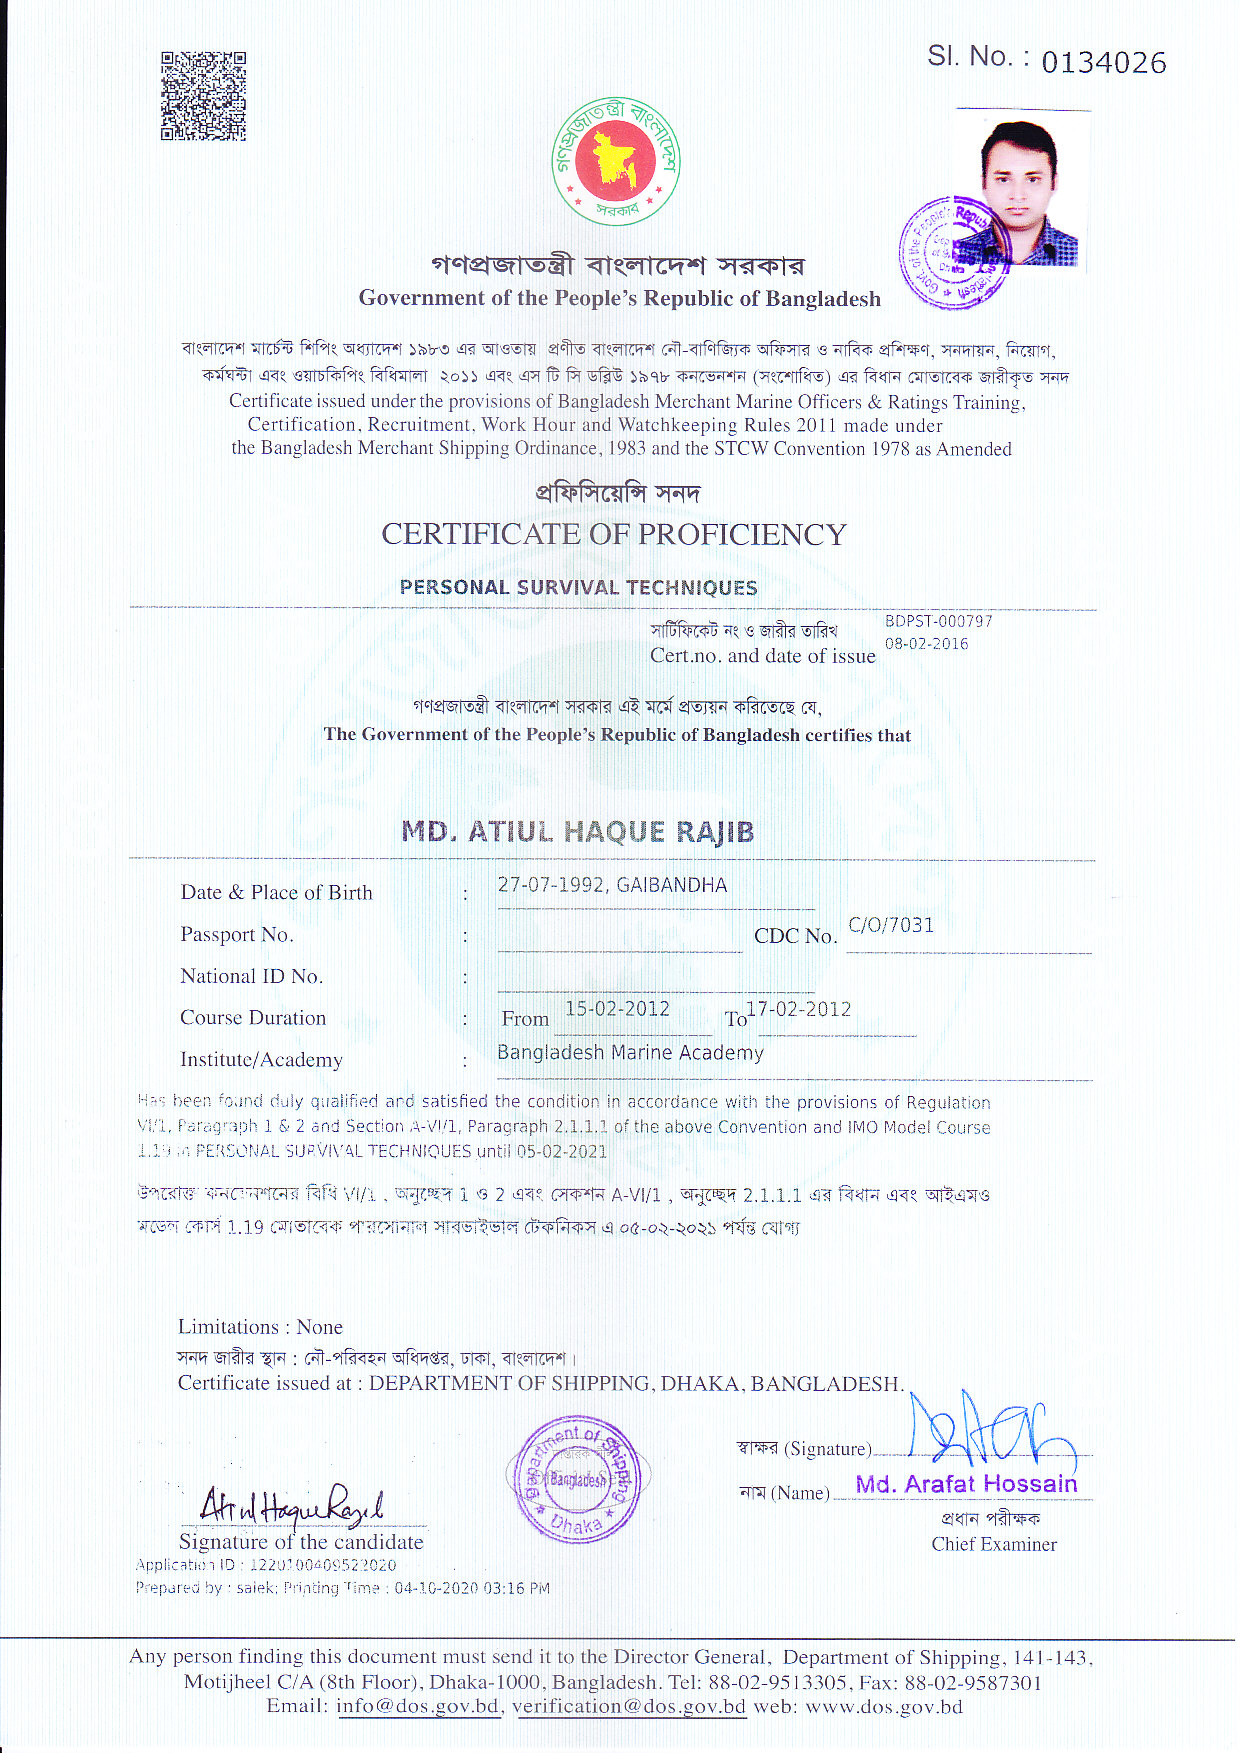 Sl. No. : 0134026
গণপ্রজাতন্ত্রী বাংলাদেশ
সরকার
গণপ্রজাতন্ত্রী বাংলাদেশ সরকার
Government of the People's Republic of Bangladesh
বাংলাদেশ মার্চেন্ট শিপিং অধ্যাদেশ ১৯৮৩ এর আওতায় প্রণীত বাংলাদেশ নৌ-বাণিজ্যিক অফিসার ও নাবিক প্রশিক্ষণ, সনদায়ন, নিয়োগ,
কর্মঘন্টা এবং ওয়াচকিপিং বিধিমালা ২০১১ এবং এস টি সি ডব্লিউ ১৯৭৮ কনভেনশন (সংশোধিত) এর বিধান মোতাবেক জারীকৃত সনদ
Certificate issued under the provisions of Bangladesh Merchant Marine Officers & Ratings Training,
Certification, Recruitment, Work Hour and Watchkeeping Rules 2011 made under
the Bangladesh Merchant Shipping Ordinance, 1983 and the STCW Convention 1978 as Amended
প্রফিসিয়েন্সি সনদ
CERTIFICATE OF PROFICIENCY
PERSONAL SURVIVAL TECHNIQUES
সার্টিফিকেট নং ও জারীর তারিখ BDPST-000797
Cert.no. and date of issue 08-02-2016
গণপ্রজাতন্ত্রী বাংলাদেশ সরকার এই মর্মে প্রত্যয়ন করিতেছে যে,
The Government of the People's Republic of Bangladesh certifies that
MD. ATIUL HAQUE RAJIB
Date & Place of Birth : 27-07-1992, GAIBANDHA
Passport No. : CDC No. C/O/7031
National ID No. :
Course Duration : From 15-02-2012 To 17-02-2012
Institute/Academy : Bangladesh Marine Academy
Has been found duly qualified and satisfied the condition in accordance with the provisions of Regulation
VI/1, Paragraph 1 & 2 and Section A-VI/1, Paragraph 2.1.1.1 of the above Convention and IMO Model Course
1.19 in PERSONAL SURVIVAL TECHNIQUES until 05-02-2021
উপরোক্ত কনভেনশনের বিধি VI/1 , অনুচ্ছেদ 1 ও 2 এবং সেকশন A-VI/1 , অনুচ্ছেদ 2.1.1.1 এর বিধান এবং আইএমও
মডেল কোর্স 1.19 মোতাবেক পারসোনাল সারভাইভাল টেকনিকস এ ০৫-০২-২০২১ পর্যন্ত যোগ্য
Limitations : None
সনদ জারীর স্থান : নৌ-পরিবহন অধিদপ্তর, ঢাকা, বাংলাদেশ।
Certificate issued at : DEPARTMENT OF SHIPPING, DHAKA, BANGLADESH.
স্বাক্ষর (Signature)
নাম (Name) Md. Arafat Hossain
প্রধান পরীক্ষক
Chief Examiner
Department of Shipping
Bangladesh
Dhaka
Atiul Haque Rajib
Signature of the candidate
Application ID : 1220100409522020
Prepared by : salek; Printing Time : 04-10-2020 03:16 PM
Any person finding this document must send it to the Director General, Department of Shipping, 141-143,
Motijheel C/A (8th Floor), Dhaka-1000, Bangladesh. Tel: 88-02-9513305, Fax: 88-02-9587301
Email: info@dos.gov.bd, verification@dos.gov.bd web: www.dos.gov.bd